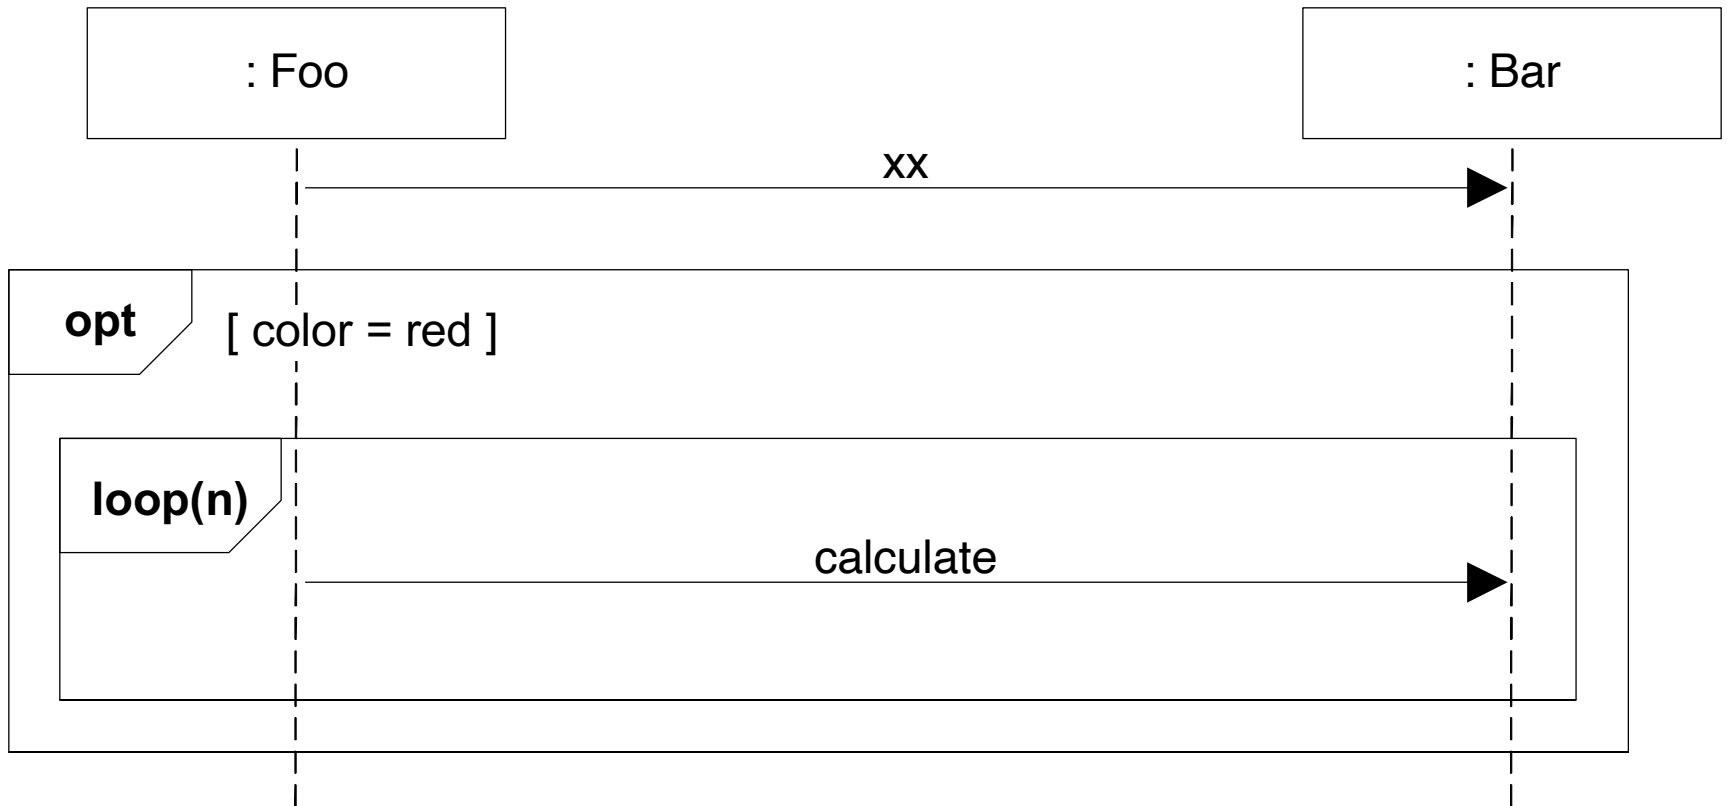 : Foo
: Bar
xx
opt
[ color = red ]
loop(n)
calculate